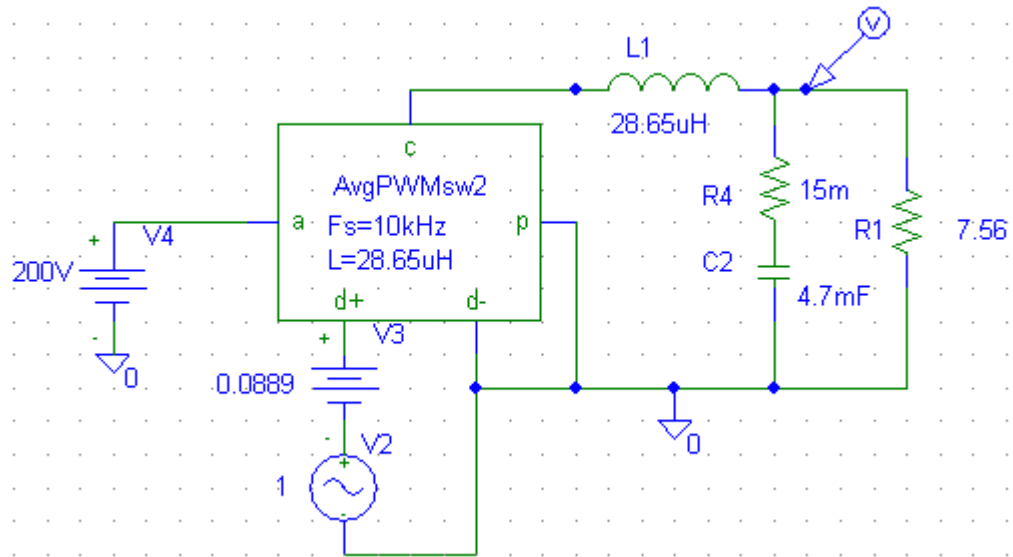 V
L1
28.65uH
c
AvgPWMsw2
a
Fs=10kHz
p
L=28.65uH
d+
d-
+
V4
200V
-
0
R4
15m
C2
4.7mF
R1
7.56
+
V3
0.0889
-
V2
+
1
-
0